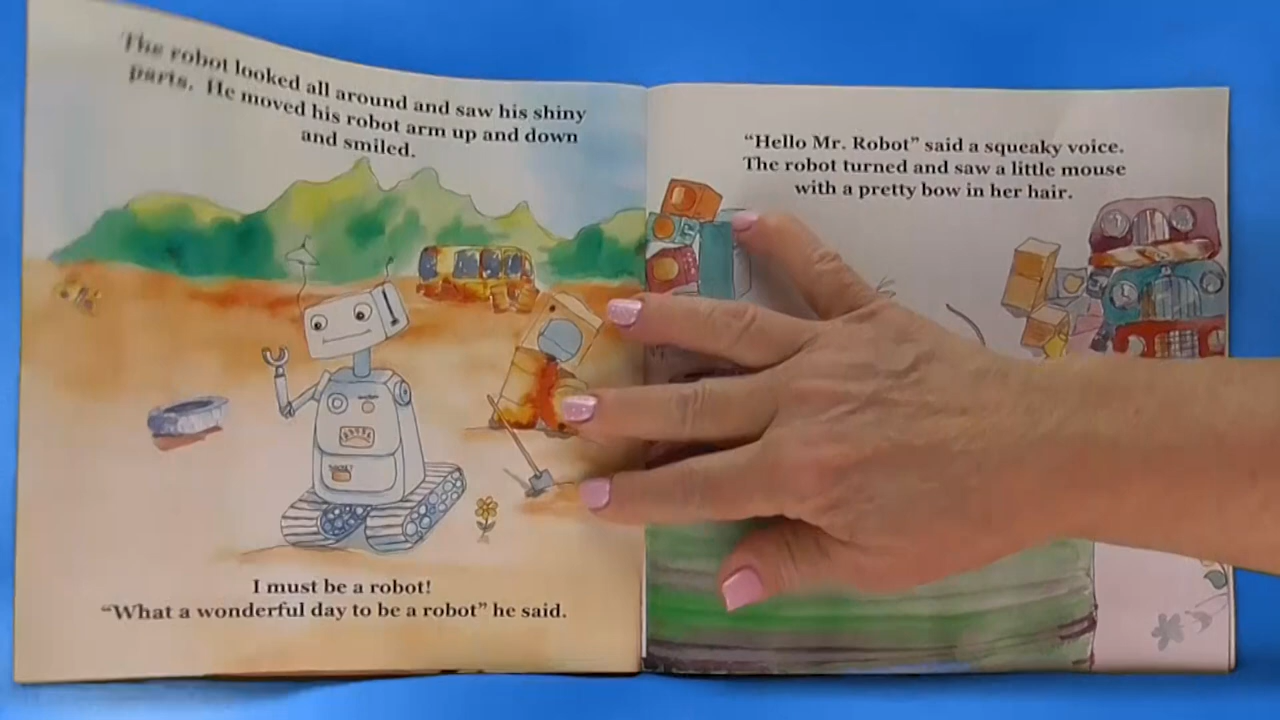 The robot looked all around and saw his shiny
parts. He moved his robot arm up and down
and smiled.
I must be a robot!
“What a wonderful day to be a robot” he said.
“Hello Mr. Robot” said a squeaky voice.
The robot turned and saw a little mouse
with a pretty bow in her hair.